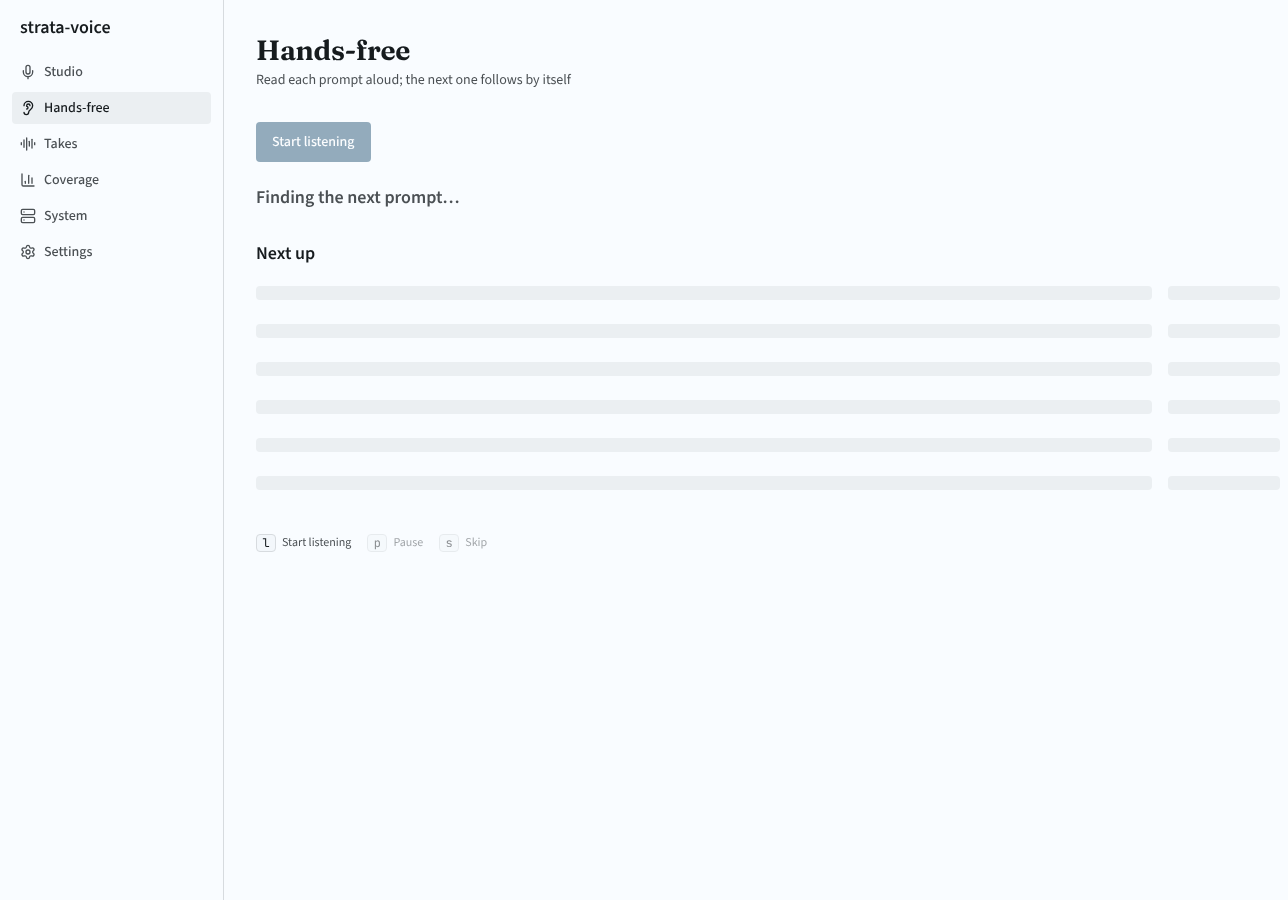 strata-voice
Studio
Hands-free
Takes
Coverage
System
Settings
Hands-free
Read each prompt aloud; the next one follows by itself
Start listening
Finding the next prompt…
Next up
l Start listening p Pause s Skip